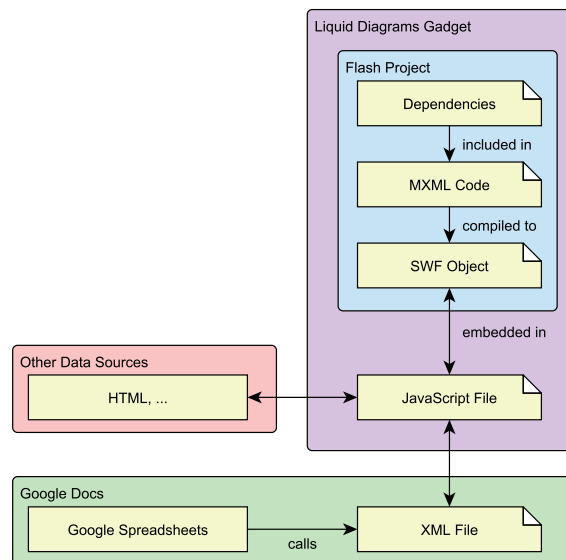 Liquid Diagrams Gadget
Flash Project
Dependencies
included in
MXML Code
compiled to
SWF Object
embedded in
Other Data Sources
HTML, ...
JavaScript File
Google Docs
Google Spreadsheets
calls
XML File